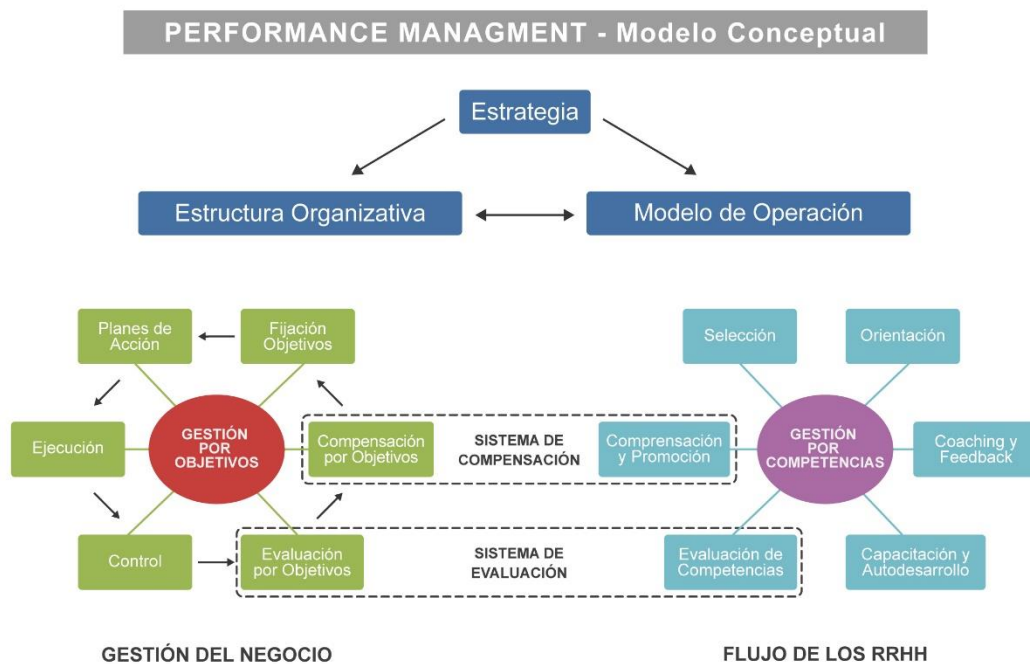 PERFORMANCE MANAGMENT - Modelo Conceptual
Estrategia
Estructura Organizativa
Modelo de Operación
Planes de
Acción
Fijación
Objetivos
Selección
Orientación
Ejecución
GESTIÓN
POR
OBJETIVOS
Compensación
por Objetivos
SISTEMA DE
COMPENSACIÓN
Comprensación
y Promoción
GESTIÓN
POR
COMPETENCIAS
Coaching y
Feedback
Control
Evaluación
por Objetivos
SISTEMA DE
EVALUACIÓN
Evaluación de
Competencias
Capacitación y
Autodesarrollo
GESTIÓN DEL NEGOCIO
FLUJO DE LOS RRHH